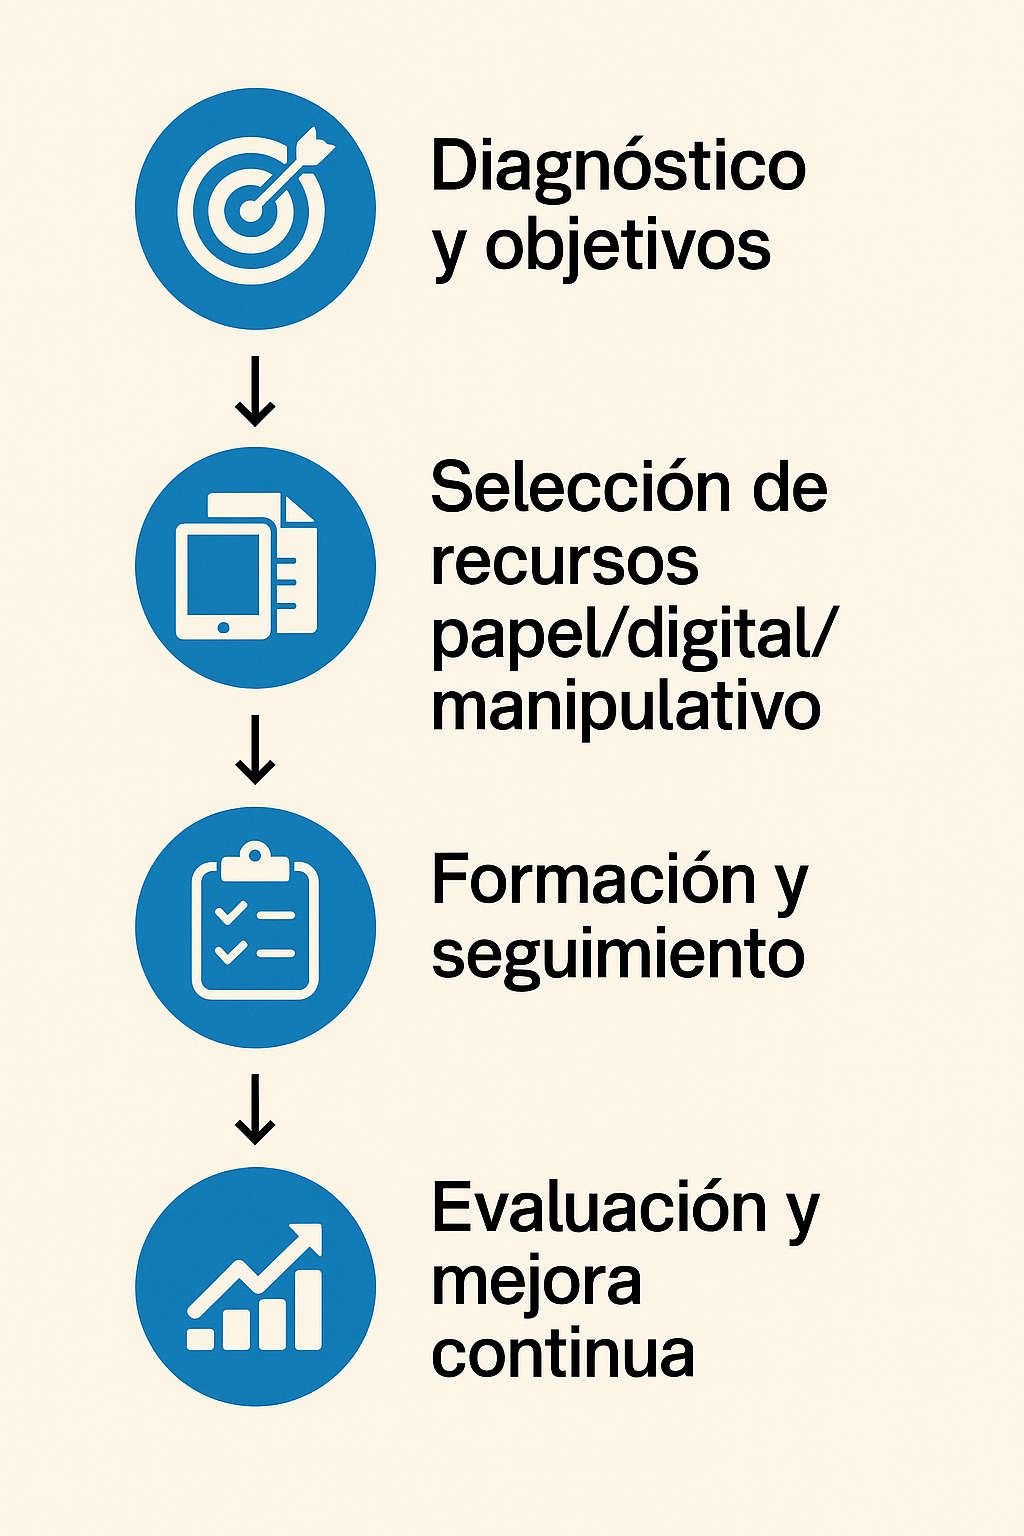 Diagnóstico
y objetivos
Selección de
recursos
papel/digital/
manipulativo
Formación y
seguimiento
Evaluación y
mejora
continua